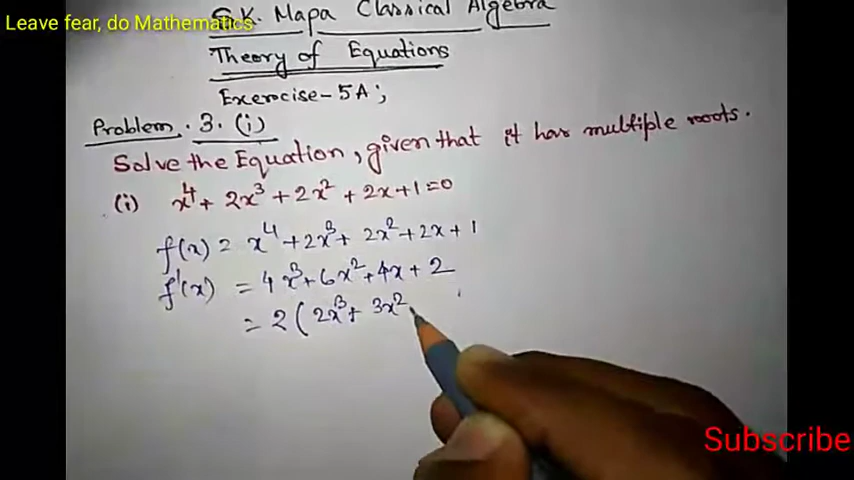 Leave fear, do Mathematics
S.K. Mapa Classical Algebra
Theory of Equations
Exercise-5A;
Problem. 3. (i)
Solve the Equation, given that it has multiple roots.
(i) x⁴+ 2x³+2x²+2x+1=0
f(x) = x⁴+2x³+ 2x²+2x+1
f'(x) = 4x³+6x²+4x+2
= 2(2x³+ 3x²
Subscribe